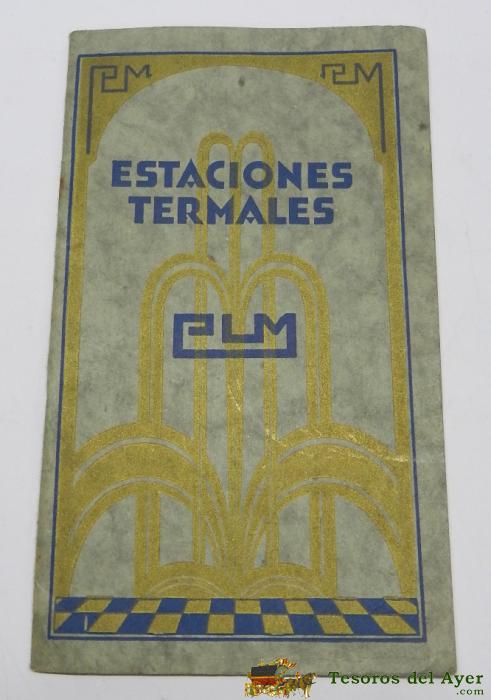 PLM PLM
ESTACIONES
TERMALES
PLM
Tesoros del Ayer
.com